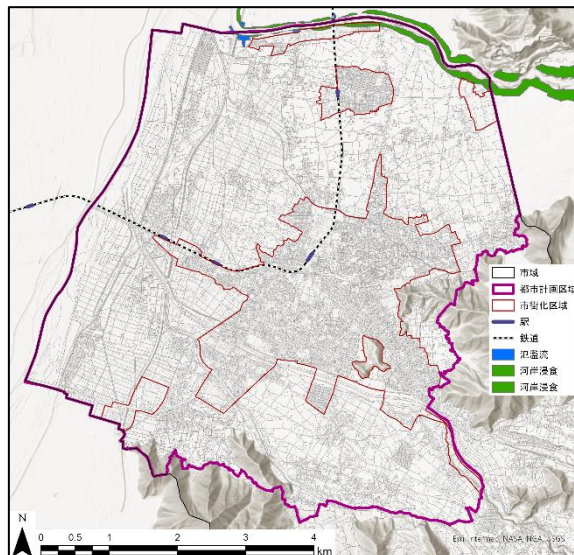 市域
都市計画区域
市街化区域
駅
鉄道
氾濫流
河岸浸食
河岸浸食
N
0 0.5 1 2 3 4
km
Esri, Intermap, NASA, NGA, USGS